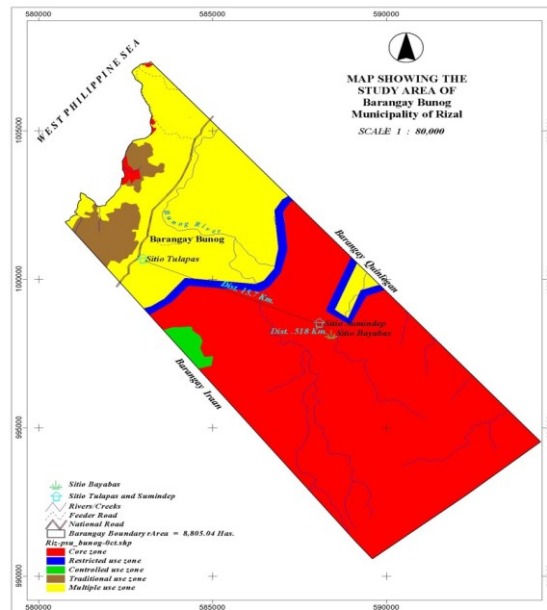 580000 585000 590000
MAP SHOWING THE
STUDY AREA OF
Barangay Bunog
Municipality of Rizal
SCALE 1 : 80,000
WEST PHILIPPINE SEA
1005000 1005000
Bunog River
Barangay Bunog
Sitio Tulapas
Barangay Quinlogan
1000000 1000000
Dist. 15.7 Km.
Sitio Sumindep
Dist. .518 Km.
Sitio Bayabas
Barangay Iraan
995000 995000
Sitio Bayabas
Sitio Tulapas and Sumindep
Rivers/Creeks
Feeder Road
National Road
Barangay Boundary rArea = 8,805.04 Has.
Riz-psu_bunog-0ct.shp
Core zone
Restricted use zone
Controlled use zone
Traditional use zone
Multiple use zone
990000 990000
580000 585000 590000